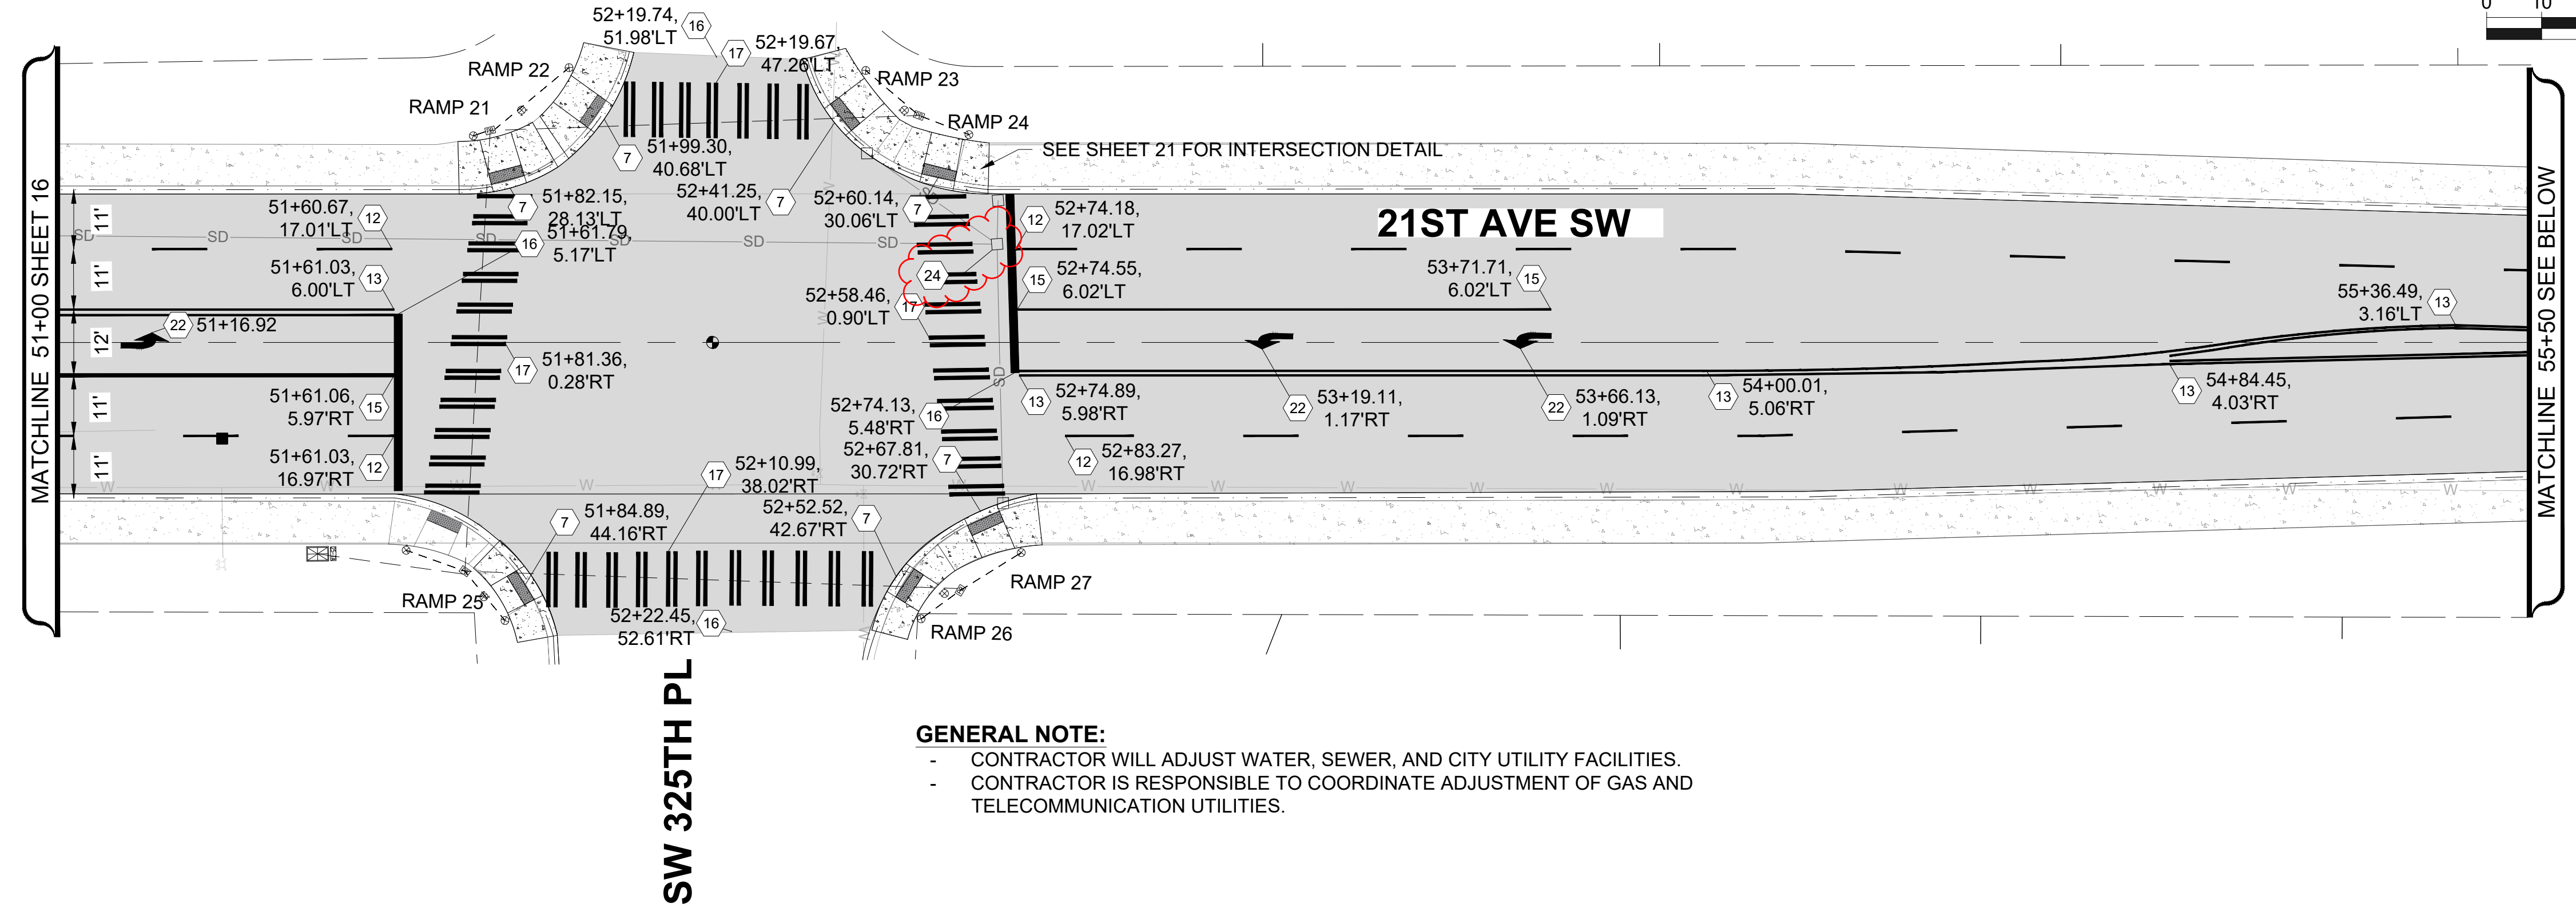 0 10
52+19.74,
51.98'LT
16
17
52+19.67,
47.26'LT
RAMP 22
RAMP 21
RAMP 23
RAMP 24
SEE SHEET 21 FOR INTERSECTION DETAIL
MATCHLINE 51+00 SHEET 16
11'
11'
12'
11'
11'
7
51+99.30,
40.68'LT
52+41.25,
40.00'LT
7
51+60.67,
17.01'LT
12
7
51+82.15,
28.13'LT
16
51+61.79,
5.17'LT
52+60.14,
30.06'LT
7
12
52+74.18,
17.02'LT
21ST AVE SW
SD SD SD SD SD SD SD
SD
SD
51+61.03,
6.00'LT
13
24
15
52+74.55,
6.02'LT
53+71.71,
6.02'LT
15
52+58.46,
0.90'LT
17
55+36.49,
3.16'LT
13
22
51+16.92
17
51+81.36,
0.28'RT
51+61.06,
5.97'RT
15
52+74.13,
5.48'RT
16
13
52+74.89,
5.98'RT
22
53+19.11,
1.17'RT
22
53+66.13,
1.09'RT
13
54+00.01,
5.06'RT
13
54+84.45,
4.03'RT
51+61.03,
16.97'RT
12
17
52+10.99,
38.02'RT
52+67.81,
30.72'RT
7
12
52+83.27,
16.98'RT
W W W W W W W W W W W W W W W
W
W
W
7
51+84.89,
44.16'RT
52+52.52,
42.67'RT
7
RAMP 25
52+22.45,
52.61'RT
16
RAMP 27
RAMP 26
MATCHLINE 55+50 SEE BELOW
SW 325TH PL
GENERAL NOTE:
- CONTRACTOR WILL ADJUST WATER, SEWER, AND CITY UTILITY FACILITIES.
- CONTRACTOR IS RESPONSIBLE TO COORDINATE ADJUSTMENT OF GAS AND
TELECOMMUNICATION UTILITIES.